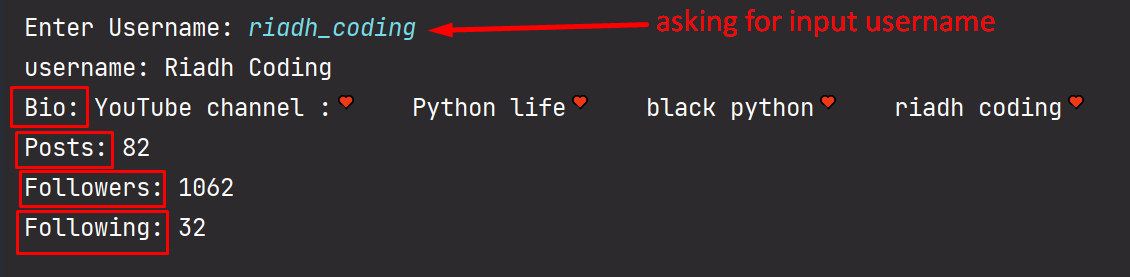 Enter Username: riadh_coding asking for input username
username: Riadh Coding
Bio: YouTube channel :❤ Python life❤ black python❤ riadh coding❤
Posts: 82
Followers: 1062
Following: 32